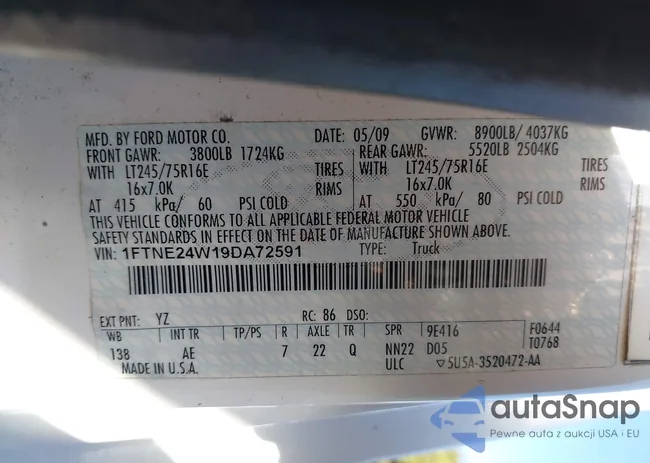 MFD. BY FORD MOTOR CO. DATE: 05/09 GVWR: 8900LB/ 4037KG
FRONT GAWR: 3800LB 1724KG REAR GAWR: 5520LB 2504KG
WITH LT245/75R16E TIRES WITH LT245/75R16E TIRES
16x7.0K RIMS 16x7.0K RIMS
AT 415 kPa/ 60 PSI COLD AT 550 kPa/ 80 PSI COLD
THIS VEHICLE CONFORMS TO ALL APPLICABLE FEDERAL MOTOR VEHICLE
SAFETY STANDARDS IN EFFECT ON THE DATE OF MANUFACTURE SHOWN ABOVE.
VIN: 1FTNE24W19DA72591 TYPE: Truck
EXT PNT: YZ RC: 86 DSO:
WB INT TR TP/PS R AXLE TR SPR 9E416 F0644
138 AE 7 22 Q NN22 D05 T0768
MADE IN U.S.A. ULC ▽5U5A-3520472-AA
autaSnap
Pewne auta z aukcji USA i EU